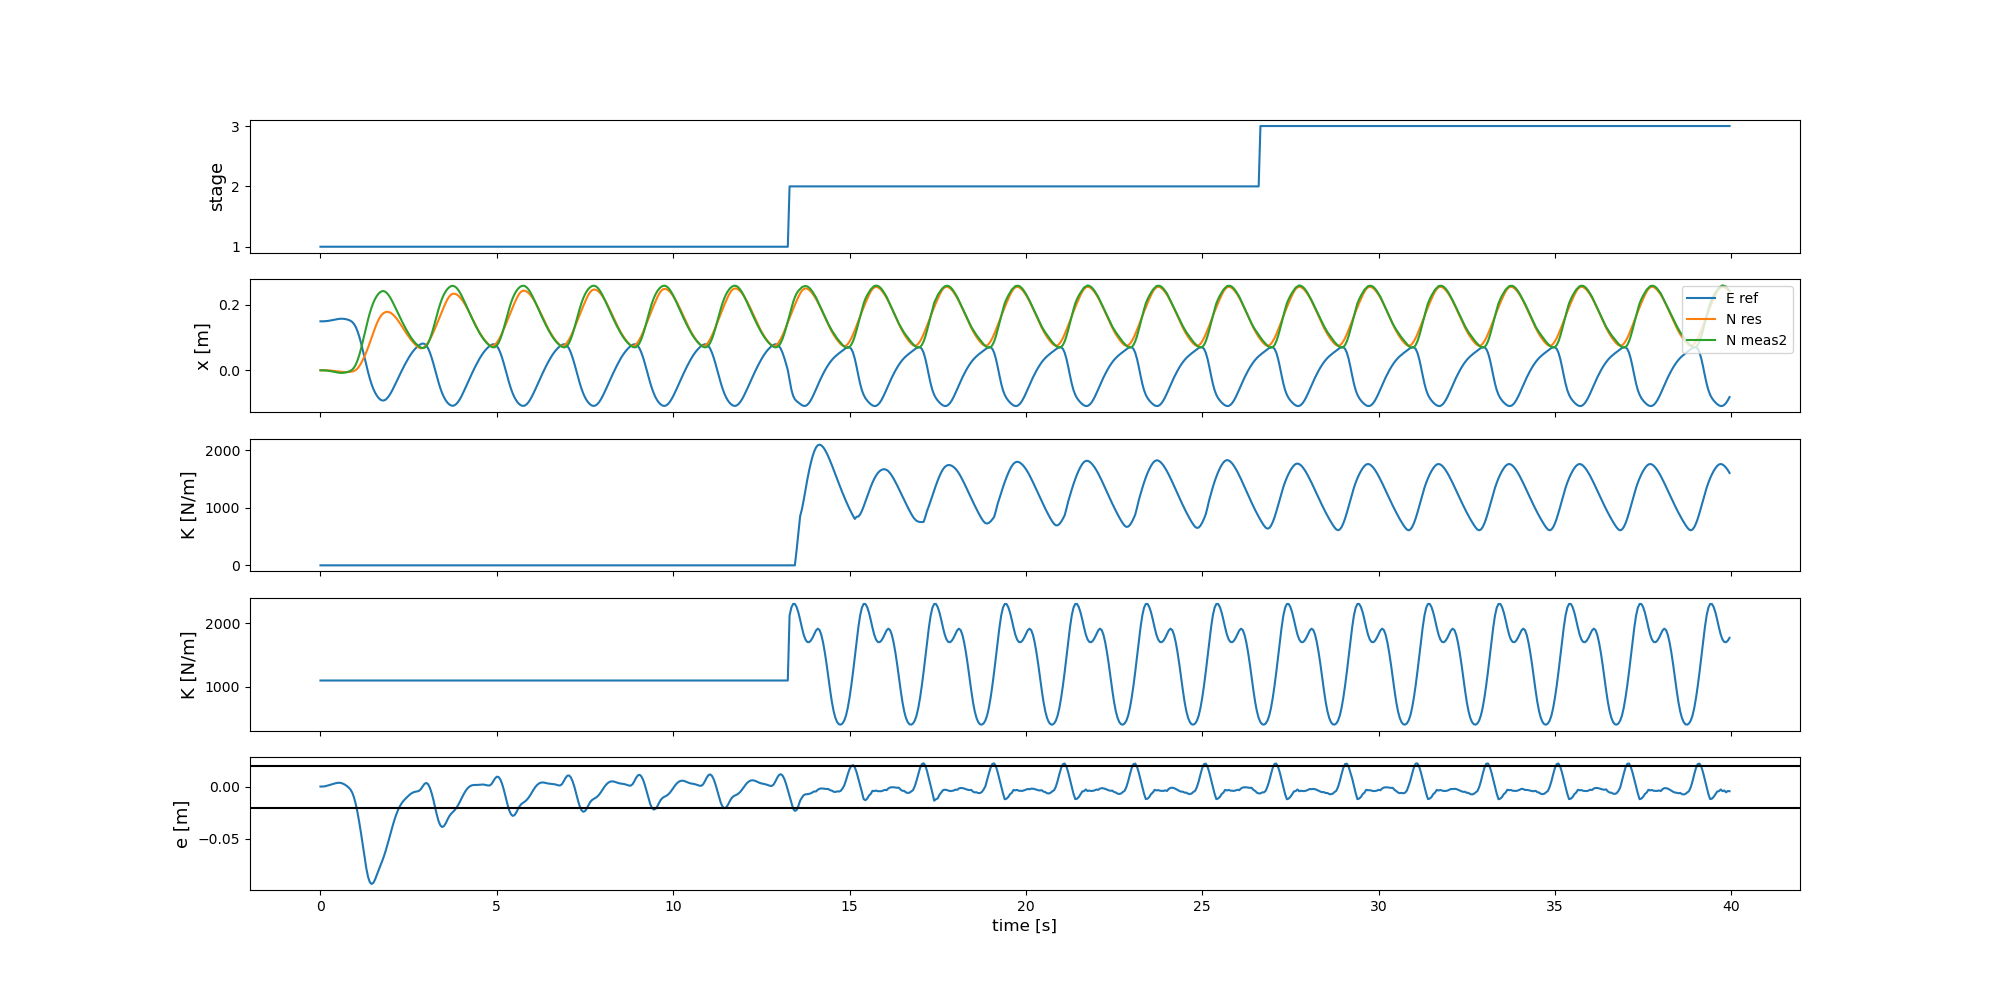 3
2
1
stage
0.2
0.0
x [m]
E ref
N res
N meas2
2000
1000
0
K [N/m]
2000
1000
K [N/m]
0.00
−0.05
e [m]
0 5 10 15 20 25 30 35 40
time [s]